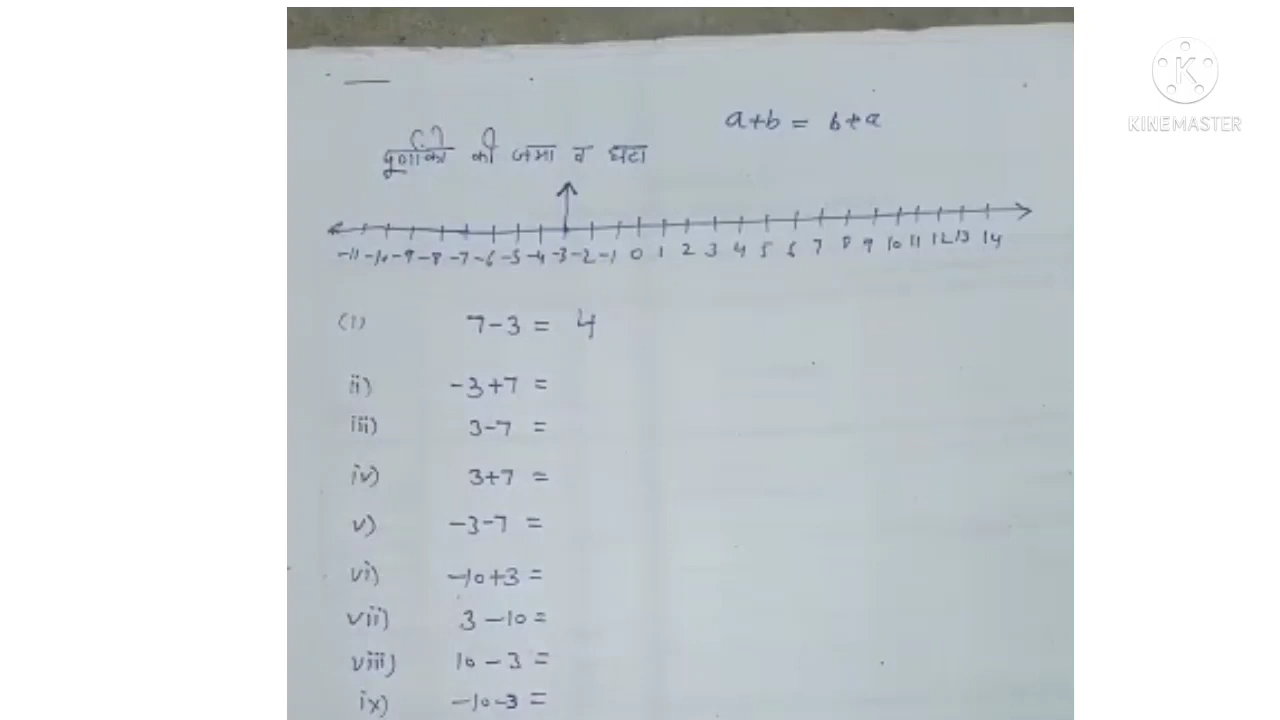 a+b = b+a
पूर्णांकों की जमा व घटा
-11 -10 -9 -8 -7 -6 -5 -4 -3 -2 -1 0 1 2 3 4 5 6 7 8 9 10 11 12 13 14
(i) 7-3 = 4
ii) -3+7 =
iii) 3-7 =
iv) 3+7 =
v) -3-7 =
vi) -10+3 =
vii) 3-10=
viii) 10-3=
ix) -10-3=
KINEMASTER